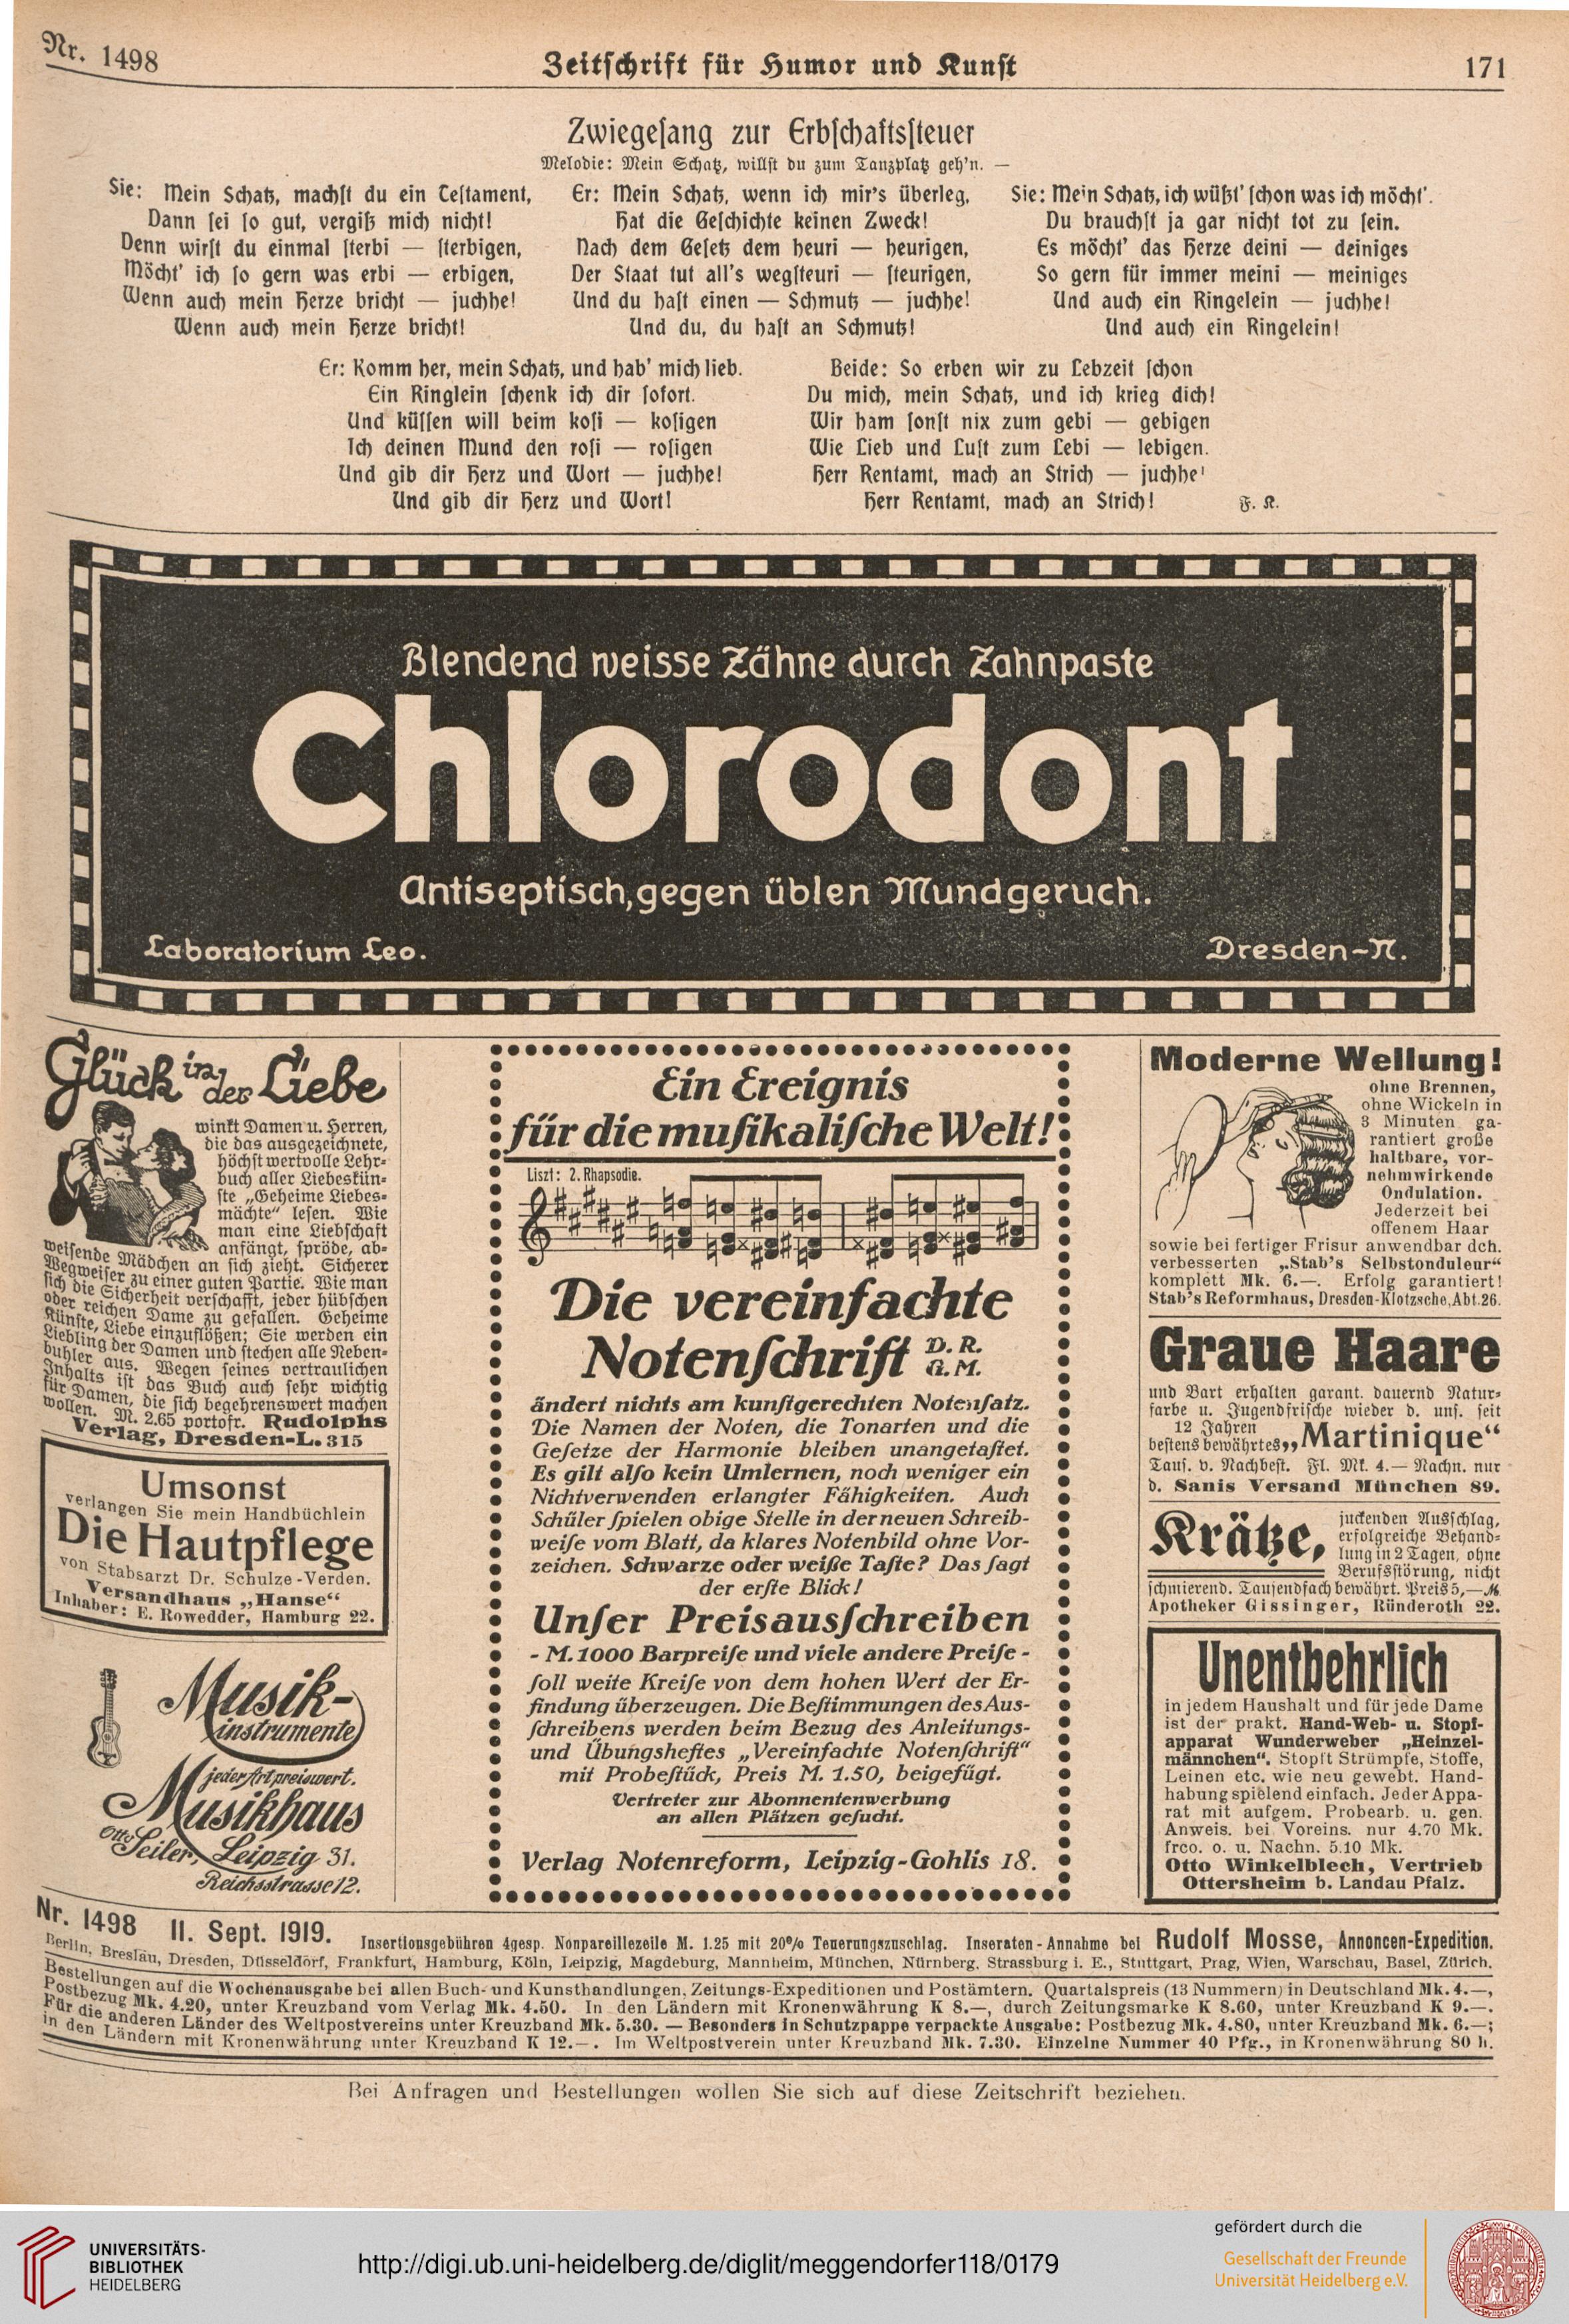 Nr. 1498
Zeitschrift für Humor und Kunst
171
Zwiegesang zur Erbschaftssteuer
Melodie: Mein Schatz, willst du zum Tanzplatz geh'n. —
Sie: Mein Schatz, machst du ein Testament,
Dann sei so gut, vergiß mich nicht!
Denn wirst du einmal sterbi — sterbigen,
Möcht' ich so gern was erbi — erbigen,
Wenn auch mein Herze bricht — juchhe!
Wenn auch mein Herze bricht!
Er: Mein Schatz, wenn ich mir's überleg,
Hat die Geschichte keinen Zweck!
Nach dem Gesetz dem heuri — heurigen,
Der Staat tut all's wegsteuri — steurigen,
Und du hast einen — Schmutz — juchhe!
Und du, du hast an Schmutz!
Sie: Mein Schatz, ich wüßt' schon was ich möcht'.
Du brauchst ja gar nicht tot zu sein.
Es möcht' das Herze deini — deiniges
So gern für immer meini — meiniges
Und auch ein Ringelein — juchhe!
Und auch ein Ringelein!
Er: Komm her, mein Schatz, und hab' mich lieb.
Ein Ringlein schenk ich dir sofort.
Und küssen will beim kosi — kosigen
Ich deinen Mund den rosi — rosigen
Und gib dir Herz und Wort — juchhe!
Und gib dir Herz und Wort!
Beide: So erben wir zu Lebzeit schon
Du mich, mein Schatz, und ich krieg dich!
Wir ham sonst nix zum gebi — gebigen
Wie Lieb und Lust zum Lebi — lebigen.
Herr Rentamt, mach an Strich — juchhe!
Herr Rentamt, mach an Strich!
F. K.
Blendend weisse Zähne durch Zahnpaste
Chlorodont
Antiseptisch, gegen üblen Mundgeruch.
Laboratorium Leo.
Dresden-N.
Glück in der Liebe
winkt Damen u. Herren,
die das ausgezeichnete,
höchst wertvolle Lehr-
buch aller Liebeskün-
ste „Geheime Liebes-
mächte“ lesen. Wie
man eine Liebschaft
anfängt, spröde, ab-
weisende Mädchen an sich zieht. Sicherer
Wegweiser zu einer guten Partie. Wie man
sich die Sicherheit verschafft, jeder hübschen
oder reichen Dame zu gefallen. Geheime
Künste, Liebe einzuflößen; Sie werden ein
Liebling der Damen und stechen alle Neben-
buhler aus. Wegen seines vertraulichen
Inhalts ist das Buch auch sehr wichtig
für Damen, die sich begehrenswert machen
wollen. M. 2.65 portofr. Rudolphs
Verlag, Dresden-L. 315
Umsonst
verlangen Sie mein Handbüchlein
Die Hautpflege
von Stabsarzt Dr. Schulze-Verden.
Versandhaus „Hanse“
Inhaber: E. Rowedder, Hamburg 22.
Musik-
instrumente
jeder Art preiswert.
Musikhaus
Otto Seiler, Leipzig 31.
Reichsstrasse 12.
Ein Ereignis
für die musikalische Welt!
Liszt: 2. Rhapsodie.
Die vereinfachte
Notenschrift D. R. G. M.
ändert nichts am kunstgerechten Notensatz.
Die Namen der Noten, die Tonarten und die
Gesetze der Harmonie bleiben unangetastet.
Es gilt also kein Umlernen, noch weniger ein
Nichtverwenden erlangter Fähigkeiten. Auch
Schüler spielen obige Stelle in der neuen Schreib-
weise vom Blatt, da klares Notenbild ohne Vor-
zeichen. Schwarze oder weiße Taste? Das sagt
der erste Blick!
Unser Preisausschreiben
- M. 1000 Barpreise und viele andere Preise -
soll weite Kreise von dem hohen Wert der Er-
findung überzeugen. Die Bestimmungen des Aus-
schreibens werden beim Bezug des Anleitungs-
und Übungsheftes „Vereinfachte Notenschrift“
mit Probestück, Preis M. 1.50, beigefügt.
Vertreter zur Abonnentenwerbung
an allen Plätzen gesucht.
Verlag Notenreform, Leipzig-Gohlis 18.
Moderne Wellung!
ohne Brennen,
ohne Wickeln in
3 Minuten ga-
rantiert große
haltbare, vor-
nehmwirkende
Ondulation.
Jederzeit bei
offenem Haar
sowie bei fertiger Frisur anwendbar dch.
verbesserten „Stab's Selbstonduleur“
komplett Mk. 6.—. Erfolg garantiert!
Stab's Reformhaus, Dresden-Klotzsche, Abt. 26.
Graue Haare
und Bart erhalten garant. dauernd Natur-
farbe u. Jugendfrische wieder d. uns. seit
12 Jahren
bestens bewährtes „Martinique“
Taus. v. Nachbest. Fl. Mk. 4.— Nachn. nur
d. Sanis Versand München 89.
Krätze,
juckenden Ausschlag,
erfolgreiche Behand-
lung in 2 Tagen, ohne
Berufsstörung, nicht
schmierend. Tausendfach bewährt. Preis 5,— M
Apotheker Gissinger, Ründeroth 22.
Unentbehrlich
in jedem Haushalt und für jede Dame
ist der prakt. Hand-Web- u. Stopf-
apparat Wunderweber „Heinzel-
männchen“. Stopft Strümpfe, Stoffe,
Leinen etc. wie neu gewebt. Hand-
habung spielend einfach. Jeder Appa-
rat mit aufgem. Probearb. u. gen.
Anweis. bei Voreins. nur 4.70 Mk.
frco. o. u. Nachn. 5.10 Mk.
Otto Winkelblech, Vertrieb
Ottersheim b. Landau Pfalz.
Nr. 1498 11. Sept. 1919. Insertionsgebühren 4gesp. Nonpareillezeile M. 1.25 mit 20% Teuerungszuschlag. Inseraten-Annahme bei Rudolf Mosse, Annoncen-Expedition.
Berlin, Breslau, Dresden, Düsseldorf, Frankfurt, Hamburg, Köln, Leipzig, Magdeburg, Mannheim, München, Nürnberg, Strassburg i. E., Stuttgart, Prag, Wien, Warschau, Basel, Zürich.
Bestellungen auf die Wochenausgabe bei allen Buch- und Kunsthandlungen, Zeitungs-Expeditionen und Postämtern. Quartalspreis (13 Nummern) in Deutschland Mk. 4.—,
Postbezug Mk. 4.20, unter Kreuzband vom Verlag Mk. 4.50. In den Ländern mit Kronenwährung K 8.—, durch Zeitungsmarke K 8.60, unter Kreuzband K 9.—.
Für die anderen Länder des Weltpostvereins unter Kreuzband Mk. 5.30. — Besonders in Schutzpappe verpackte Ausgabe: Postbezug Mk. 4.80, unter Kreuzband Mk. 6.—;
in den Ländern mit Kronenwährung unter Kreuzband K 12.—. Im Weltpostverein unter Kreuzband Mk. 7.30. Einzelne Nummer 40 Pfg., in Kronenwährung 80 h.
Bei Anfragen und Bestellungen wollen Sie sich auf diese Zeitschrift beziehen.
UNIVERSITÄTS-
BIBLIOTHEK
HEIDELBERG
http://digi.ub.uni-heidelberg.de/diglit/meggendorfer118/0179
gefördert durch die
Gesellschaft der Freunde
Universität Heidelberg e.V.